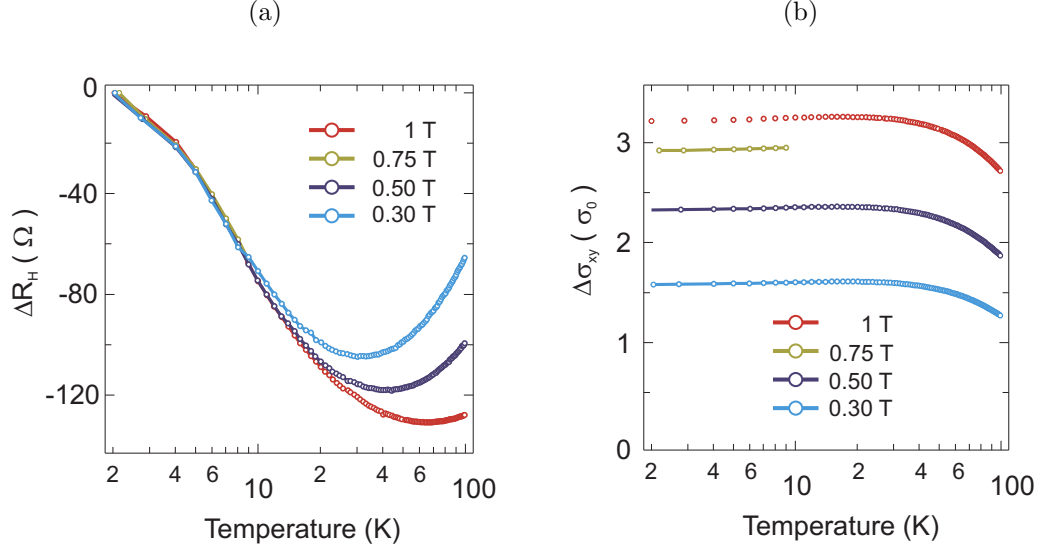 (a)
0
-40
-80
-120
ΔR_H ( Ω )
1 T
0.75 T
0.50 T
0.30 T
2 4 6 10 2 4 6 100
Temperature (K)
(b)
3
2
1
0
Δσ_xy ( σ_0 )
1 T
0.75 T
0.50 T
0.30 T
2 4 6 10 2 4 6 100
Temperature (K)